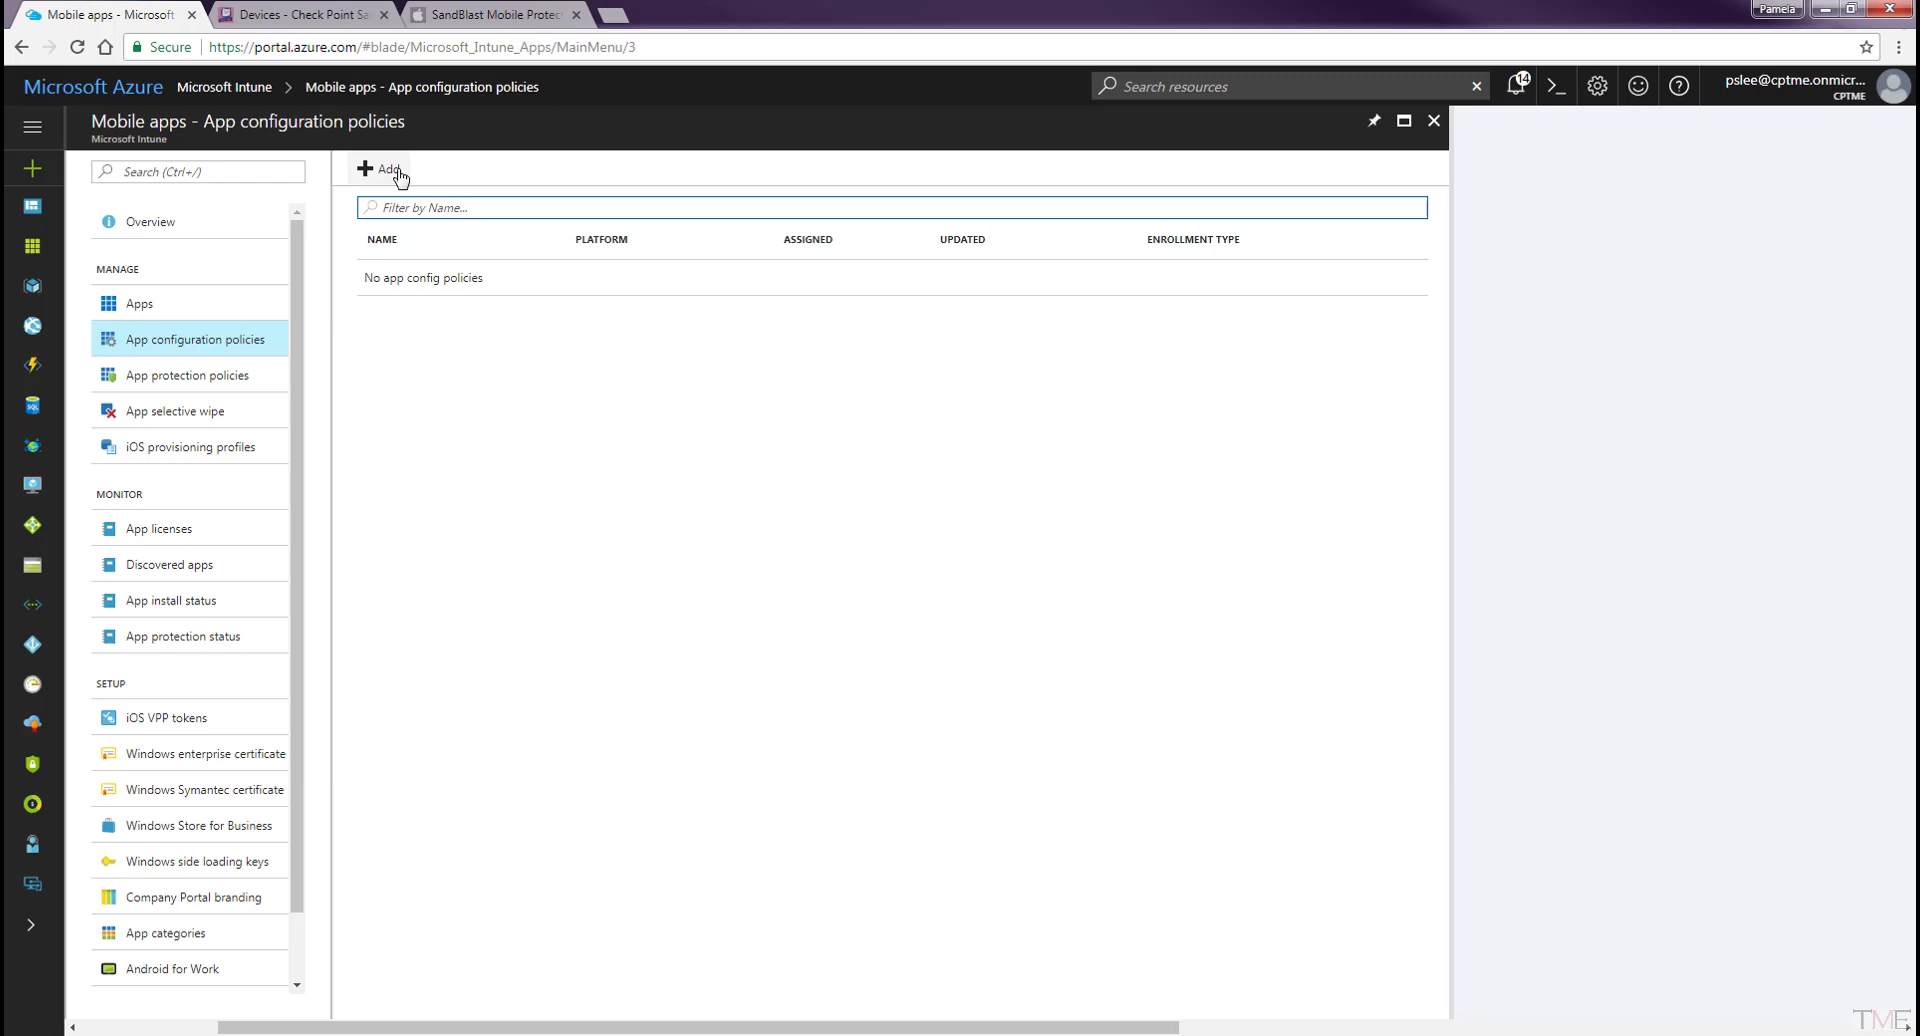 Mobile apps - Microsoft
Devices - Check Point Sa
SandBlast Mobile Protec
Pamela
Secure
https://portal.azure.com/#blade/Microsoft_Intune_Apps/MainMenu/3
Microsoft Azure
Microsoft Intune
Mobile apps - App configuration policies
Search resources
14
pslee@cptme.onmicr...
CPTME
Mobile apps - App configuration policies
Microsoft Intune
Search (Ctrl+/)
Overview
MANAGE
Apps
App configuration policies
App protection policies
App selective wipe
iOS provisioning profiles
MONITOR
App licenses
Discovered apps
App install status
App protection status
SETUP
iOS VPP tokens
Windows enterprise certificate
Windows Symantec certificate
Windows Store for Business
Windows side loading keys
Company Portal branding
App categories
Android for Work
Add
Filter by Name...
NAME PLATFORM ASSIGNED UPDATED ENROLLMENT TYPE
No app config policies
SQL
TME